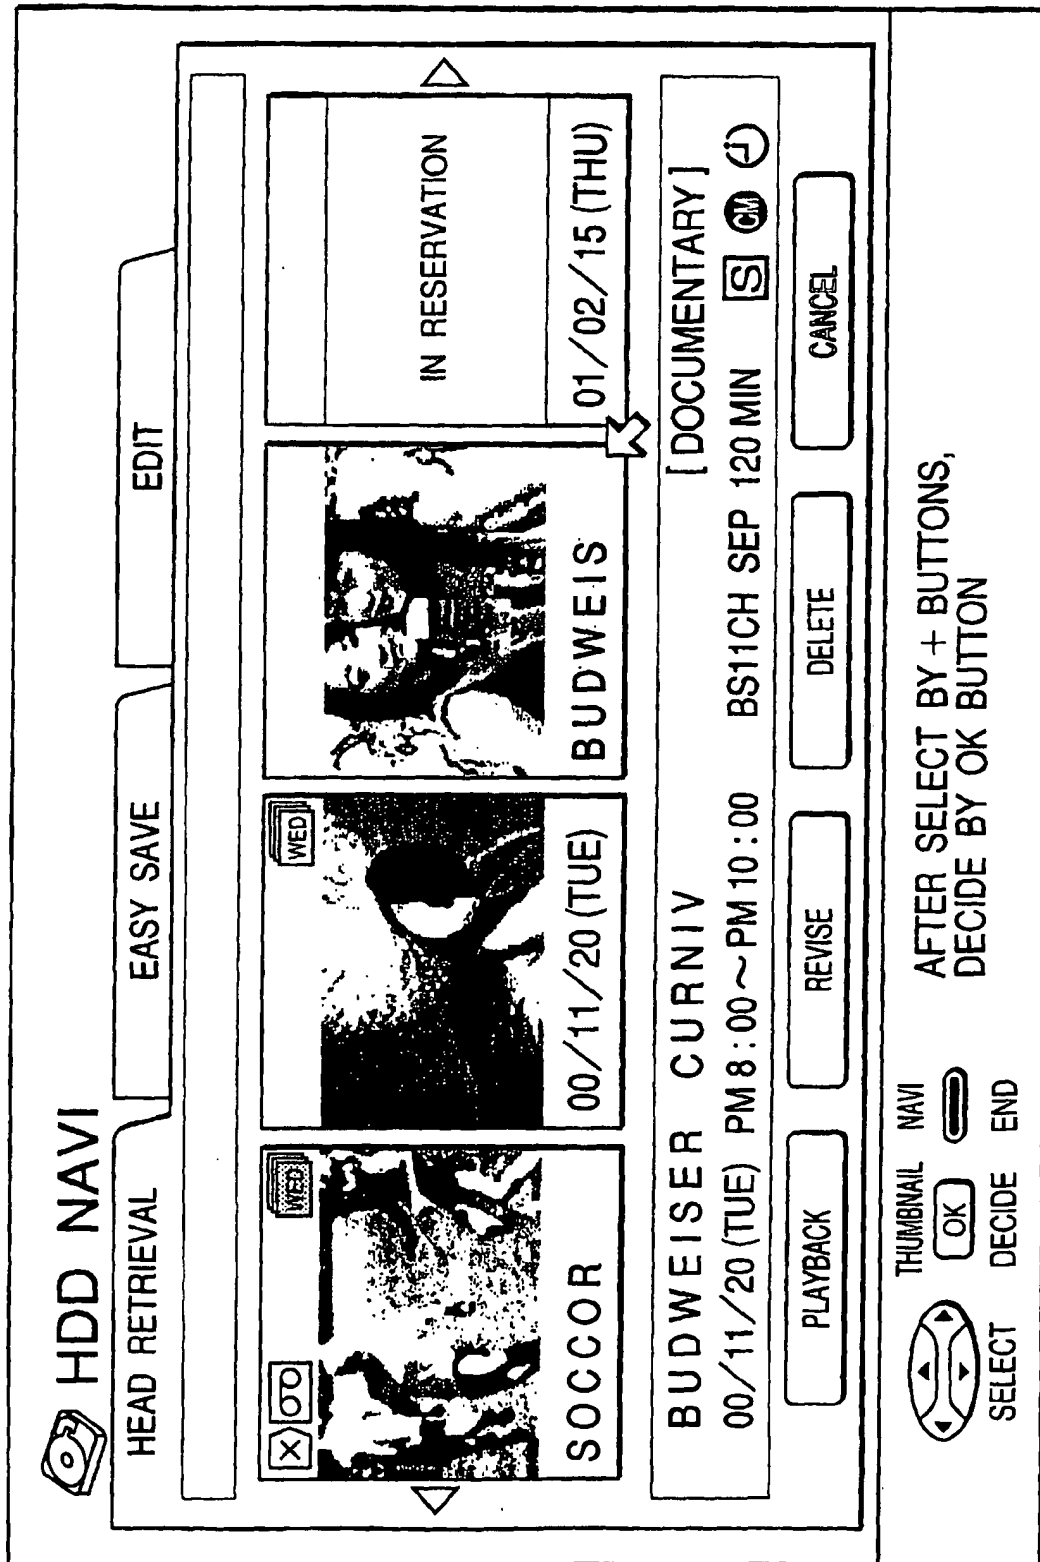 HDD NAVI
HEAD RETRIEVAL
EASY SAVE
EDIT
WED
WED
IN RESERVATION
SOCCOR
00/11/20 (TUE)
BUDWEIS
01/02/15 (THU)
BUDWEISER CURNIV [DOCUMENTARY]
00/11/20 (TUE) PM 8:00~PM 10:00 BS11CH SEP 120 MIN S CM
PLAYBACK
REVISE
DELETE
CANCEL
THUMBNAIL NAVI
OK
SELECT DECIDE END
AFTER SELECT BY + BUTTONS,
DECIDE BY OK BUTTON